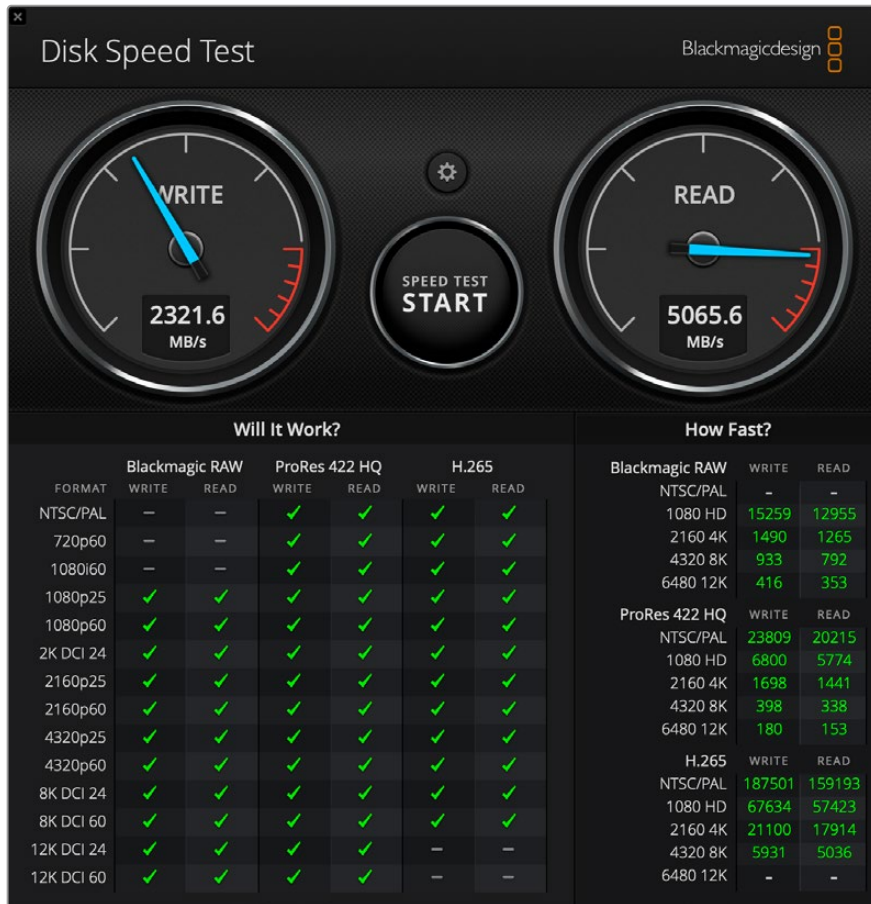 Disk Speed Test
Blackmagicdesign
WRITE
2321.6
MB/s
SPEED TEST
START
READ
5065.6
MB/s
Will It Work?
Blackmagic RAW ProRes 422 HQ H.265
FORMAT WRITE READ WRITE READ WRITE READ
NTSC/PAL – – ✓ ✓ ✓ ✓
720p60 – – ✓ ✓ ✓ ✓
1080i60 – – ✓ ✓ ✓ ✓
1080p25 ✓ ✓ ✓ ✓ ✓ ✓
1080p60 ✓ ✓ ✓ ✓ ✓ ✓
2K DCI 24 ✓ ✓ ✓ ✓ ✓ ✓
2160p25 ✓ ✓ ✓ ✓ ✓ ✓
2160p60 ✓ ✓ ✓ ✓ ✓ ✓
4320p25 ✓ ✓ ✓ ✓ ✓ ✓
4320p60 ✓ ✓ ✓ ✓ ✓ ✓
8K DCI 24 ✓ ✓ ✓ ✓ ✓ ✓
8K DCI 60 ✓ ✓ ✓ ✓ ✓ ✓
12K DCI 24 ✓ ✓ ✓ ✓ – –
12K DCI 60 ✓ ✓ ✓ ✓ – –
How Fast?
Blackmagic RAW WRITE READ
NTSC/PAL – –
1080 HD 15259 12955
2160 4K 1490 1265
4320 8K 933 792
6480 12K 416 353
ProRes 422 HQ WRITE READ
NTSC/PAL 23809 20215
1080 HD 6800 5774
2160 4K 1698 1441
4320 8K 398 338
6480 12K 180 153
H.265 WRITE READ
NTSC/PAL 187501 159193
1080 HD 67634 57423
2160 4K 21100 17914
4320 8K 5931 5036
6480 12K - -